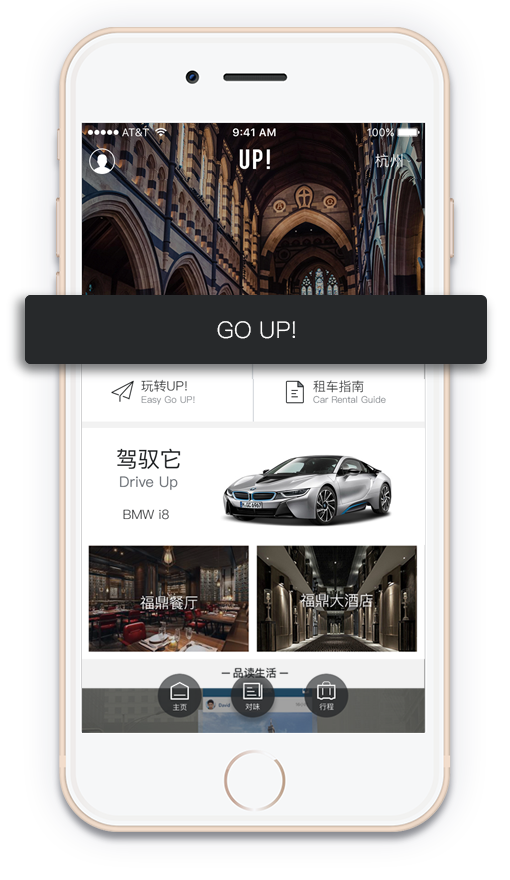 AT&T 9:41 AM 100%
UP! 杭州
GO UP!
玩转UP!
Easy Go UP!
租车指南
Car Rental Guide
驾驭它
Drive Up
BMW i8
福鼎餐厅
福鼎大酒店
品读生活
主页
对味
行程